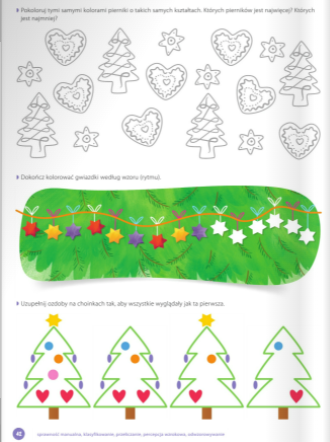 Pokoloruj tymi samymi kolorami pierniki o takich samych kształtach. Których pierników jest najwięcej? Których
jest najmniej?
Dokończ kolorować gwiazdki według wzoru (rytmu).
Uzupełnij ozdoby na choinkach tak, aby wszystkie wyglądały jak ta pierwsza.
42
sprawność manualna, klasyfikowanie, przeliczanie, percepcja wzrokowa, odwzorowywanie